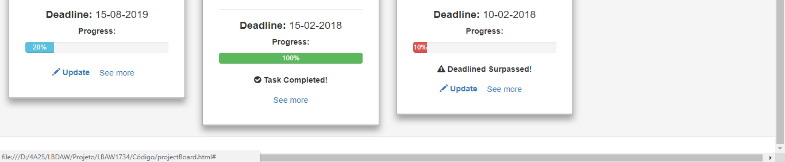 Deadline: 15-08-2019
Progress:
20%
Update See more
Deadline: 15-02-2018
Progress:
100%
Task Completed!
See more
Deadline: 10-02-2018
Progress:
10%
Deadlined Surpassed!
Update See more
file:///D:/4A2S/LBDAW/Projeto/LBAW1734/Código/projectBoard.html#